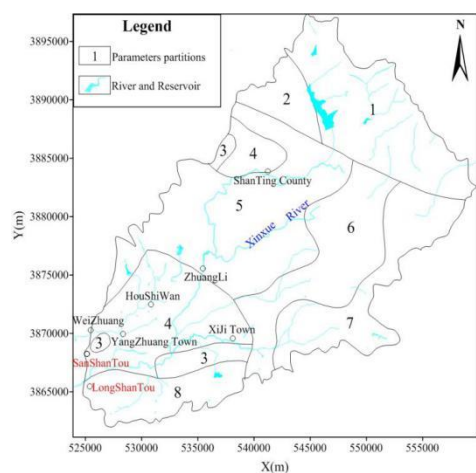 Legend
1 Parameters partitions
River and Reservoir
N
3895000
3890000
3885000
3880000
3875000
3870000
3865000
Y(m)
1
2
3
4
ShanTing County
5
Xinxue River
6
ZhuangLi
HouShiWan
WeiZhuang
4
7
3
YangZhuang Town
XiJi Town
SanShanTou
3
LongShanTou
8
525000 530000 535000 540000 545000 550000 555000
X(m)